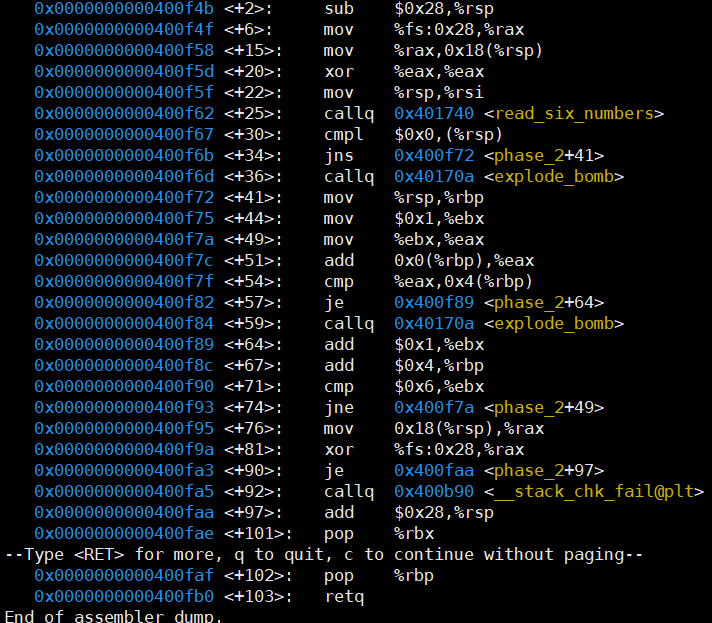 0x0000000000400f4b <+2>: sub $0x28,%rsp
0x0000000000400f4f <+6>: mov %fs:0x28,%rax
0x0000000000400f58 <+15>: mov %rax,0x18(%rsp)
0x0000000000400f5d <+20>: xor %eax,%eax
0x0000000000400f5f <+22>: mov %rsp,%rsi
0x0000000000400f62 <+25>: callq 0x401740 <read_six_numbers>
0x0000000000400f67 <+30>: cmpl $0x0,(%rsp)
0x0000000000400f6b <+34>: jns 0x400f72 <phase_2+41>
0x0000000000400f6d <+36>: callq 0x40170a <explode_bomb>
0x0000000000400f72 <+41>: mov %rsp,%rbp
0x0000000000400f75 <+44>: mov $0x1,%ebx
0x0000000000400f7a <+49>: mov %ebx,%eax
0x0000000000400f7c <+51>: add 0x0(%rbp),%eax
0x0000000000400f7f <+54>: cmp %eax,0x4(%rbp)
0x0000000000400f82 <+57>: je 0x400f89 <phase_2+64>
0x0000000000400f84 <+59>: callq 0x40170a <explode_bomb>
0x0000000000400f89 <+64>: add $0x1,%ebx
0x0000000000400f8c <+67>: add $0x4,%rbp
0x0000000000400f90 <+71>: cmp $0x6,%ebx
0x0000000000400f93 <+74>: jne 0x400f7a <phase_2+49>
0x0000000000400f95 <+76>: mov 0x18(%rsp),%rax
0x0000000000400f9a <+81>: xor %fs:0x28,%rax
0x0000000000400fa3 <+90>: je 0x400faa <phase_2+97>
0x0000000000400fa5 <+92>: callq 0x400b90 <__stack_chk_fail@plt>
0x0000000000400faa <+97>: add $0x28,%rsp
0x0000000000400fae <+101>: pop %rbx
--Type <RET> for more, q to quit, c to continue without paging--
0x0000000000400faf <+102>: pop %rbp
0x0000000000400fb0 <+103>: retq
End of assembler dump.